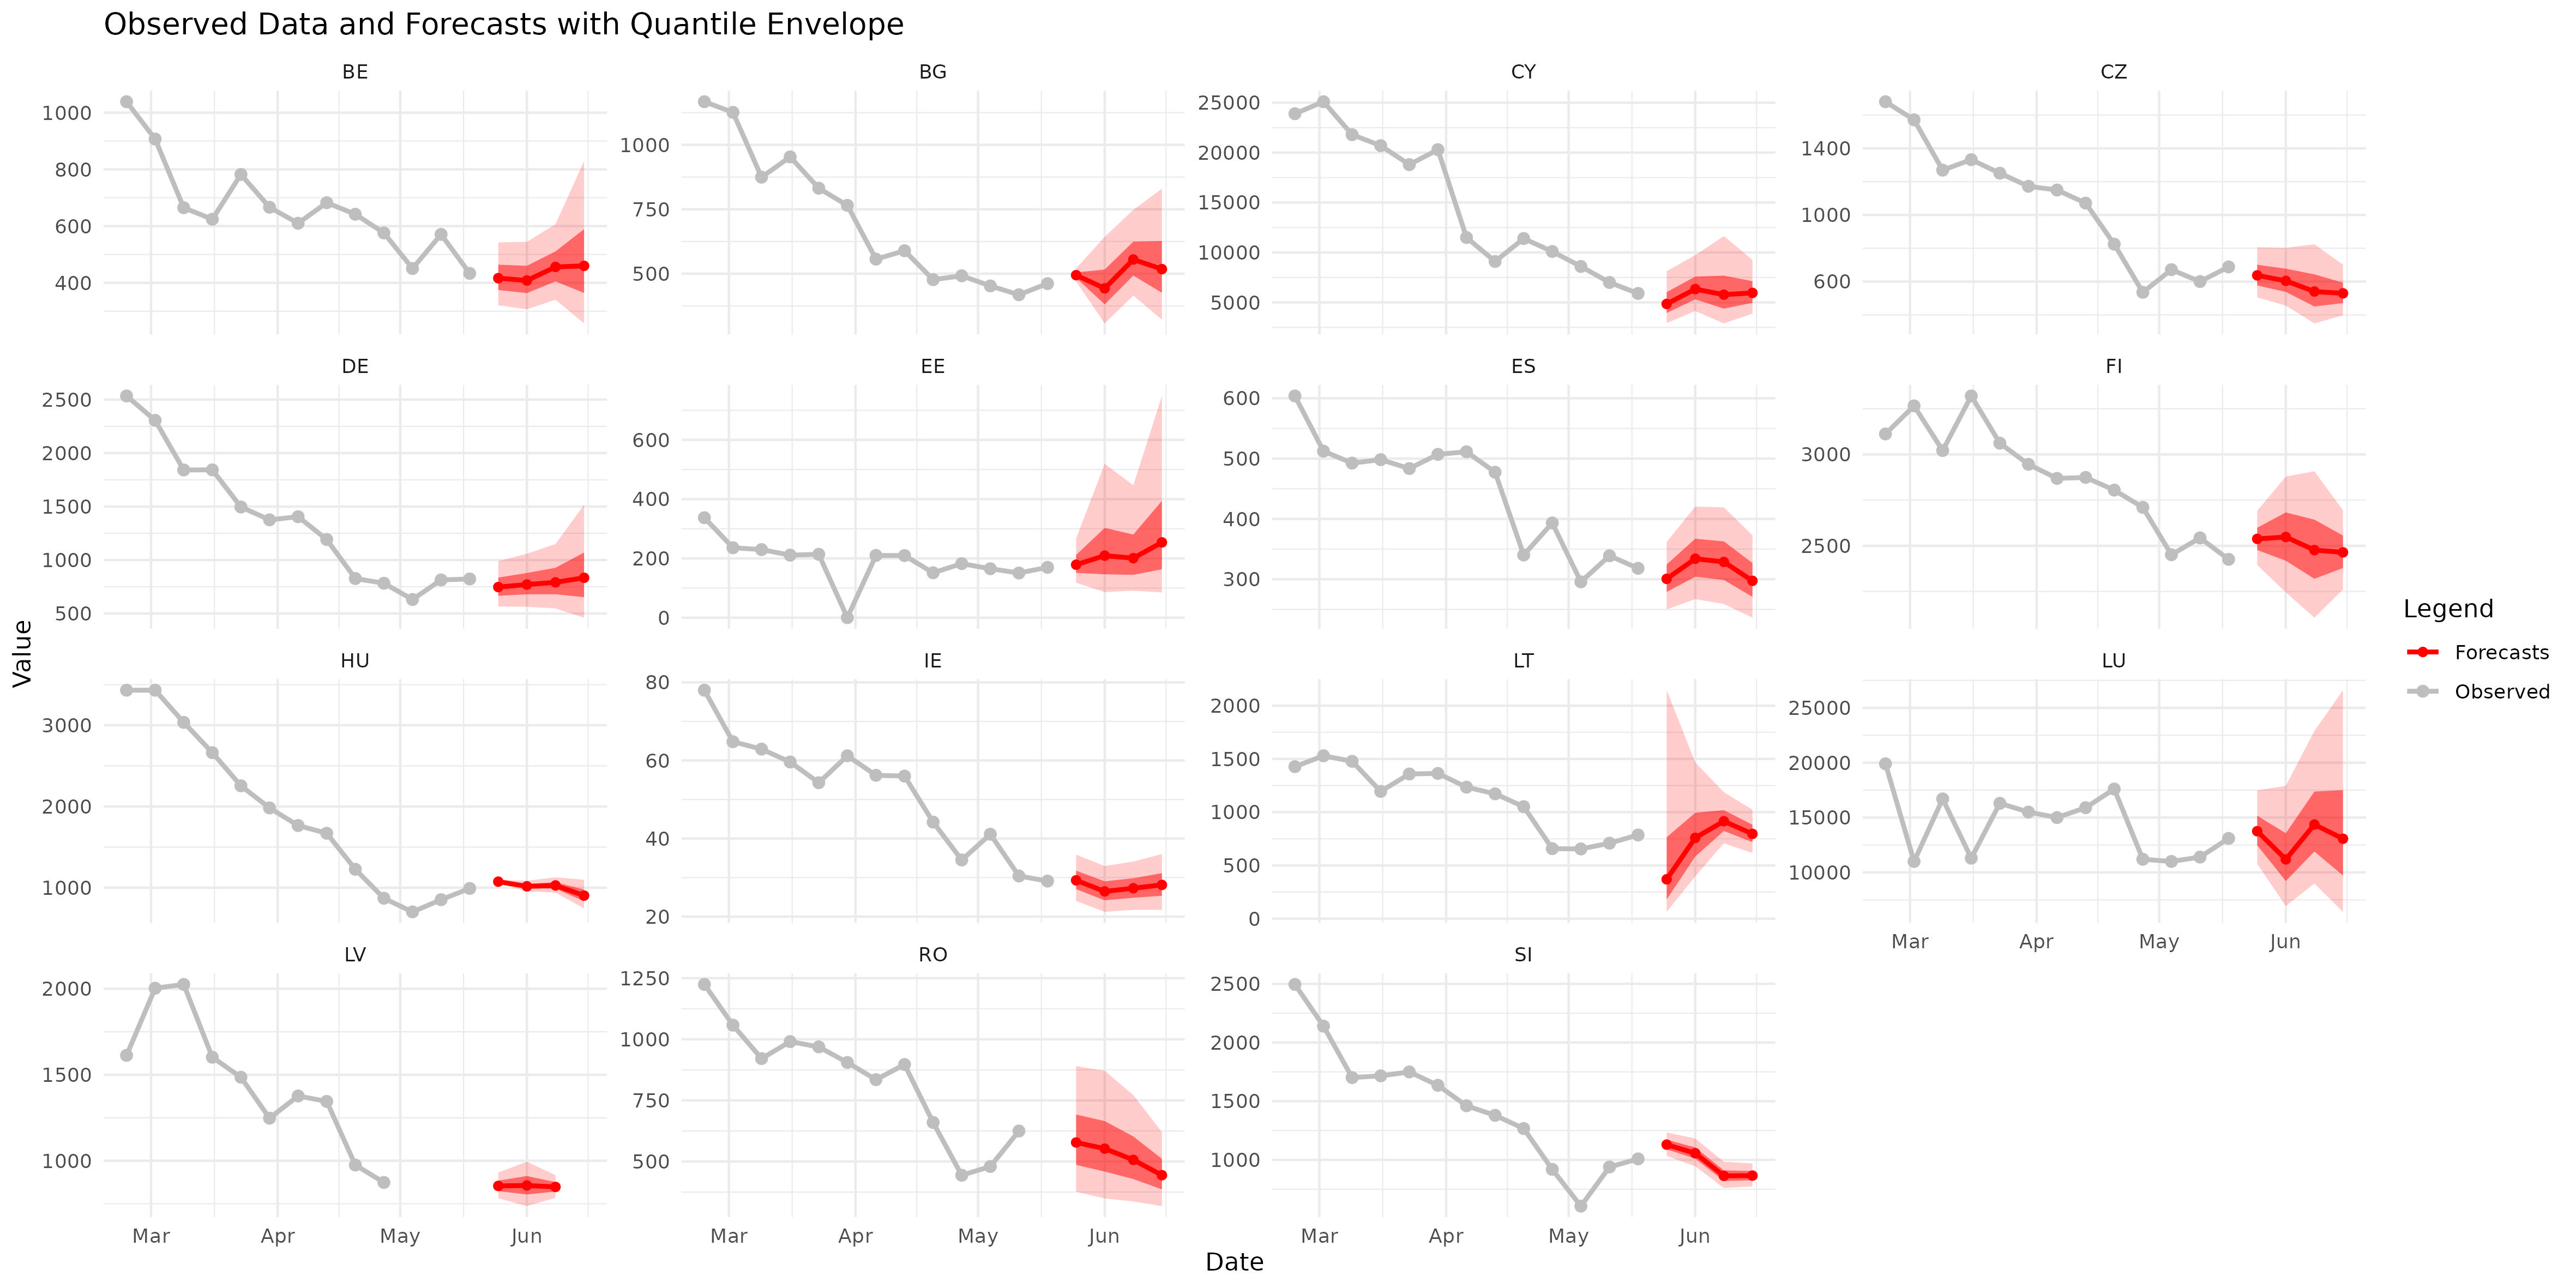 Observed Data and Forecasts with Quantile Envelope
BE
BG
CY
CZ
1000
800
600
400
1000
750
500
25000
20000
15000
10000
5000
1400
1000
600
DE
EE
ES
FI
2500
2000
1500
1000
500
600
400
200
0
600
500
400
300
3000
2500
HU
IE
LT
LU
3000
2000
1000
80
60
40
20
2000
1500
1000
500
0
25000
20000
15000
10000
Mar Apr May Jun
LV
RO
SI
2000
1500
1000
1250
1000
750
500
2500
2000
1500
1000
Mar Apr May Jun
Mar Apr May Jun
Mar Apr May Jun
Date
Value
Legend
Forecasts
Observed